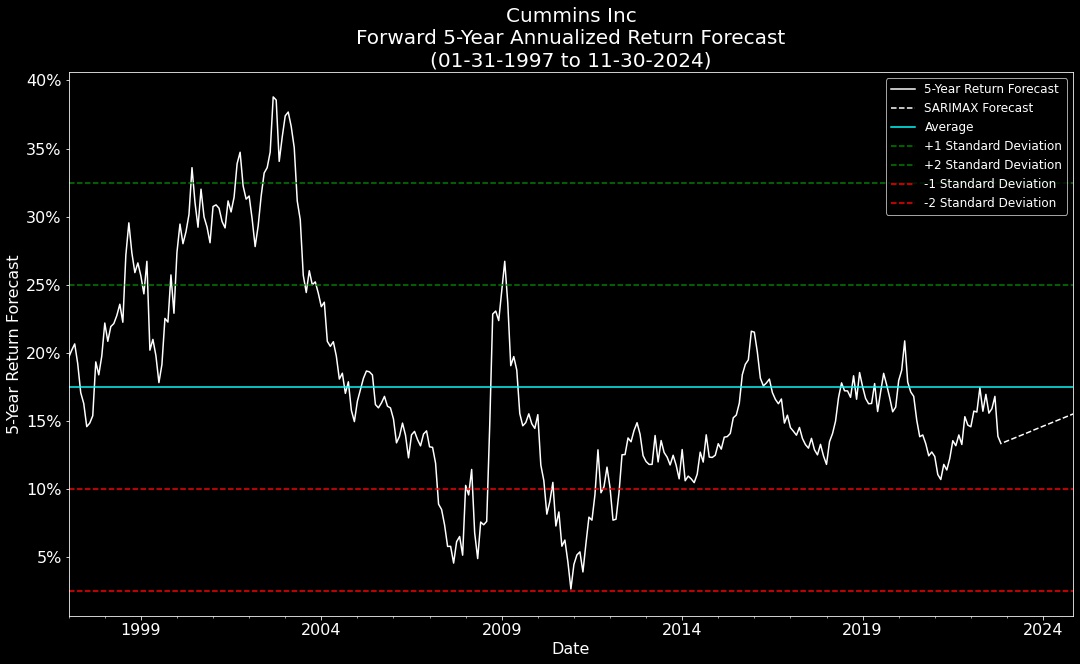 Cummins Inc
Forward 5-Year Annualized Return Forecast
(01-31-1997 to 11-30-2024)
40%
35%
30%
25%
20%
15%
10%
5%
5-Year Return Forecast
5-Year Return Forecast
SARIMAX Forecast
Average
+1 Standard Deviation
+2 Standard Deviation
-1 Standard Deviation
-2 Standard Deviation
1999
2004
2009
2014
2019
2024
Date